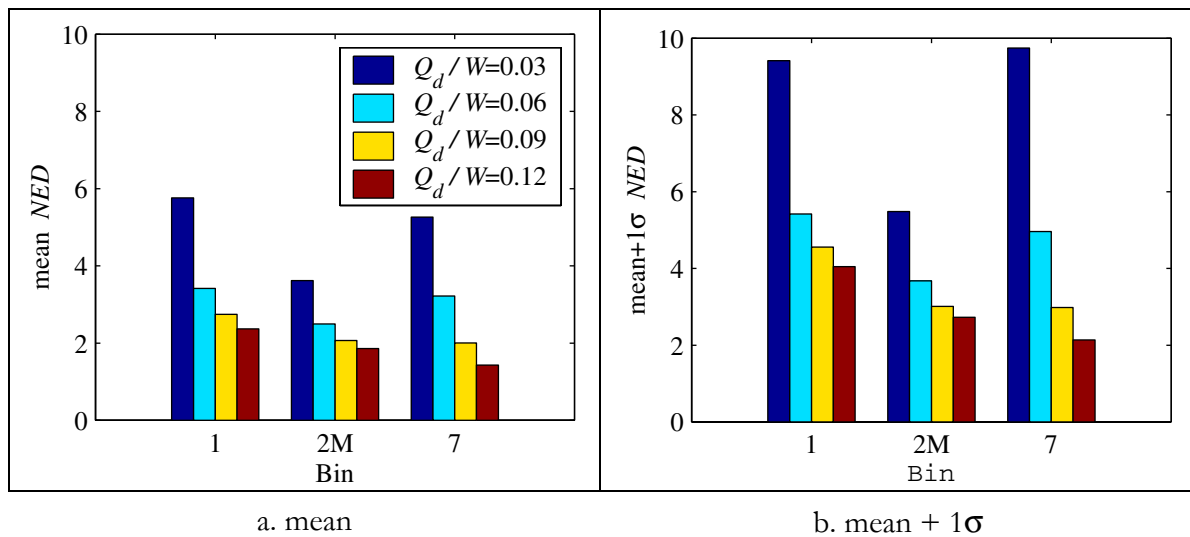 10
8
6
4
2
0
mean NED
Q_d / W=0.03
Q_d / W=0.06
Q_d / W=0.09
Q_d / W=0.12
1 2M 7
Bin
10
8
6
4
2
0
mean+1σ NED
1 2M 7
Bin
a. mean
b. mean + 1σ